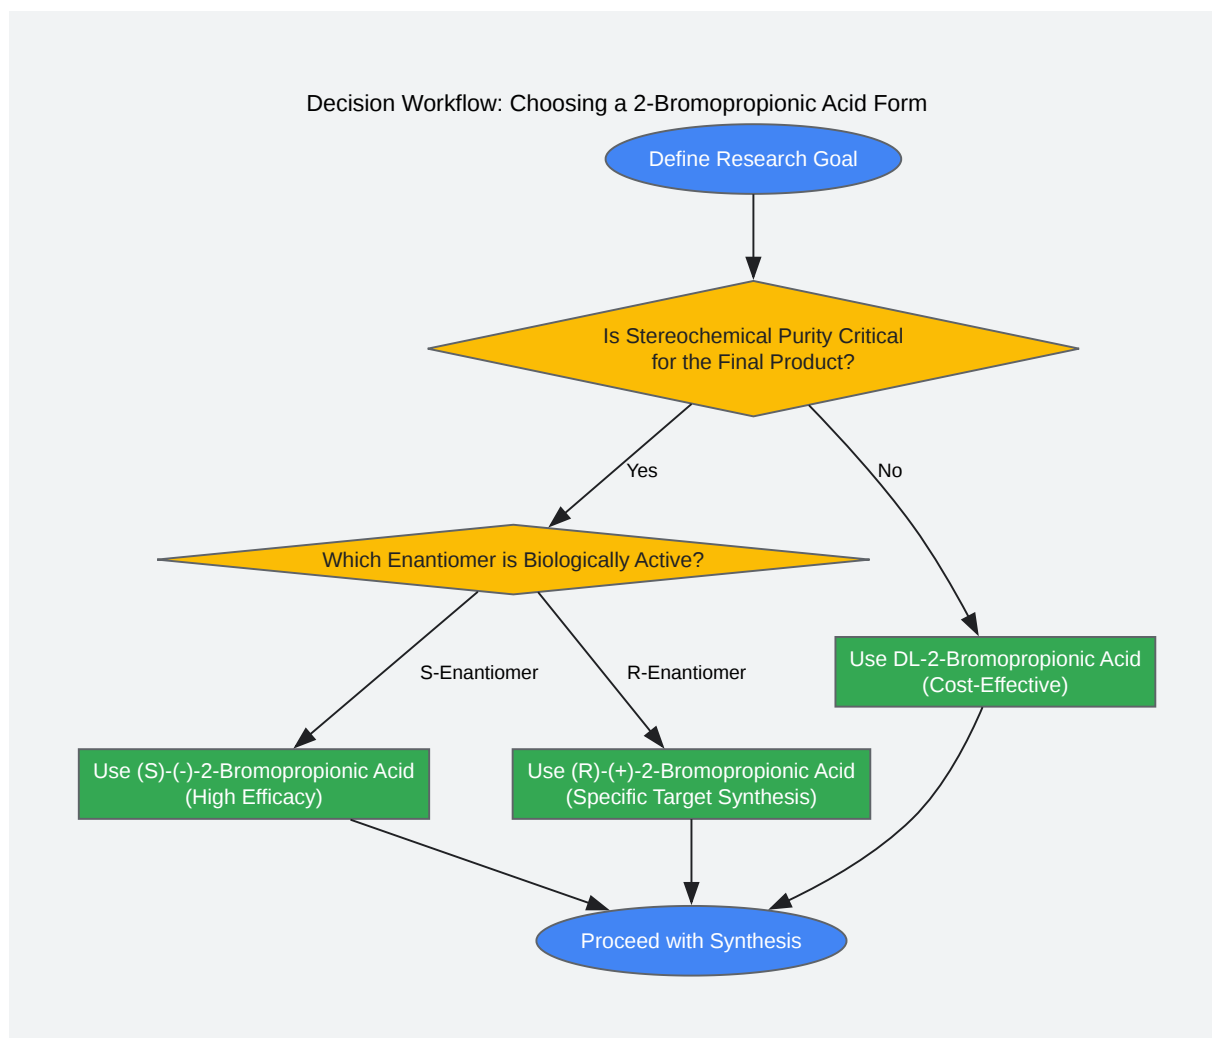 Decision Workflow: Choosing a 2-Bromopropionic Acid Form
Define Research Goal
Is Stereochemical Purity Critical
for the Final Product?
Yes
No
Which Enantiomer is Biologically Active?
S-Enantiomer
R-Enantiomer
Use DL-2-Bromopropionic Acid
(Cost-Effective)
Use (S)-(-)-2-Bromopropionic Acid
(High Efficacy)
Use (R)-(+)-2-Bromopropionic Acid
(Specific Target Synthesis)
Proceed with Synthesis